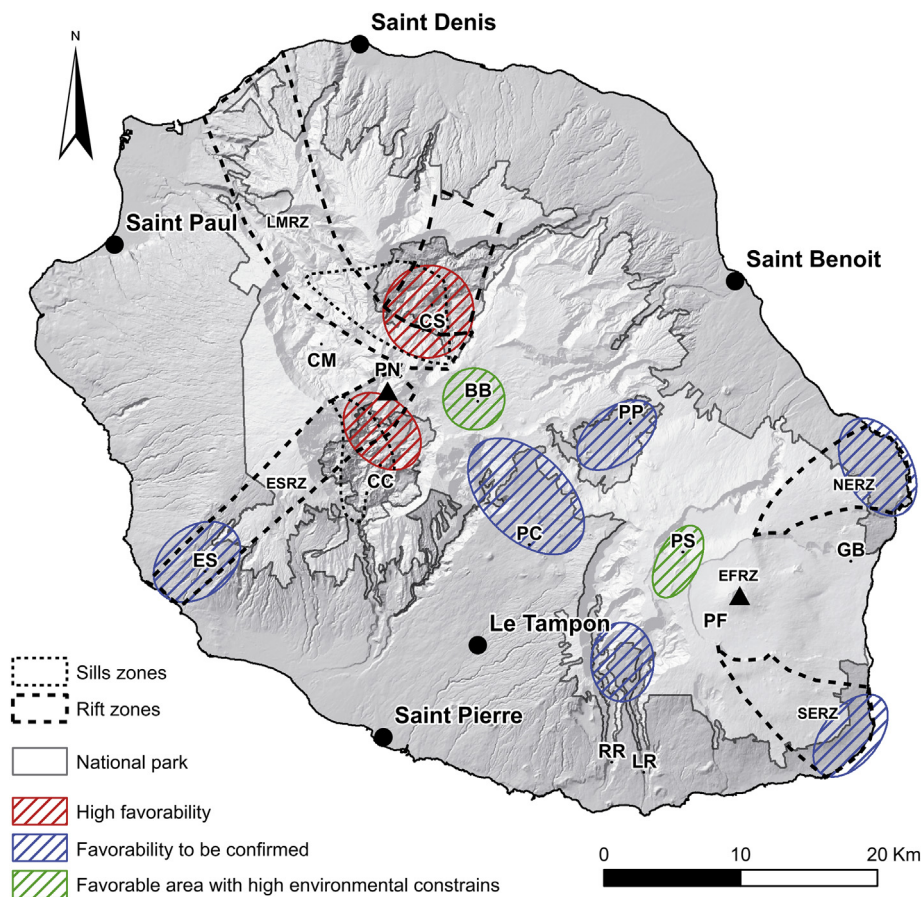 Saint Denis
N
LMRZ
Saint Paul
Saint Benoit
CS
CM
PN
BB
PP
CC
ESRZ
NERZ
PC
PS
GB
ES
EFRZ
PF
Le Tampon
Sills zones
Rift zones
SERZ
Saint Pierre
RR
LR
National park
High favorability
Favorability to be confirmed
0 10 20 Km
Favorable area with high environmental constrains